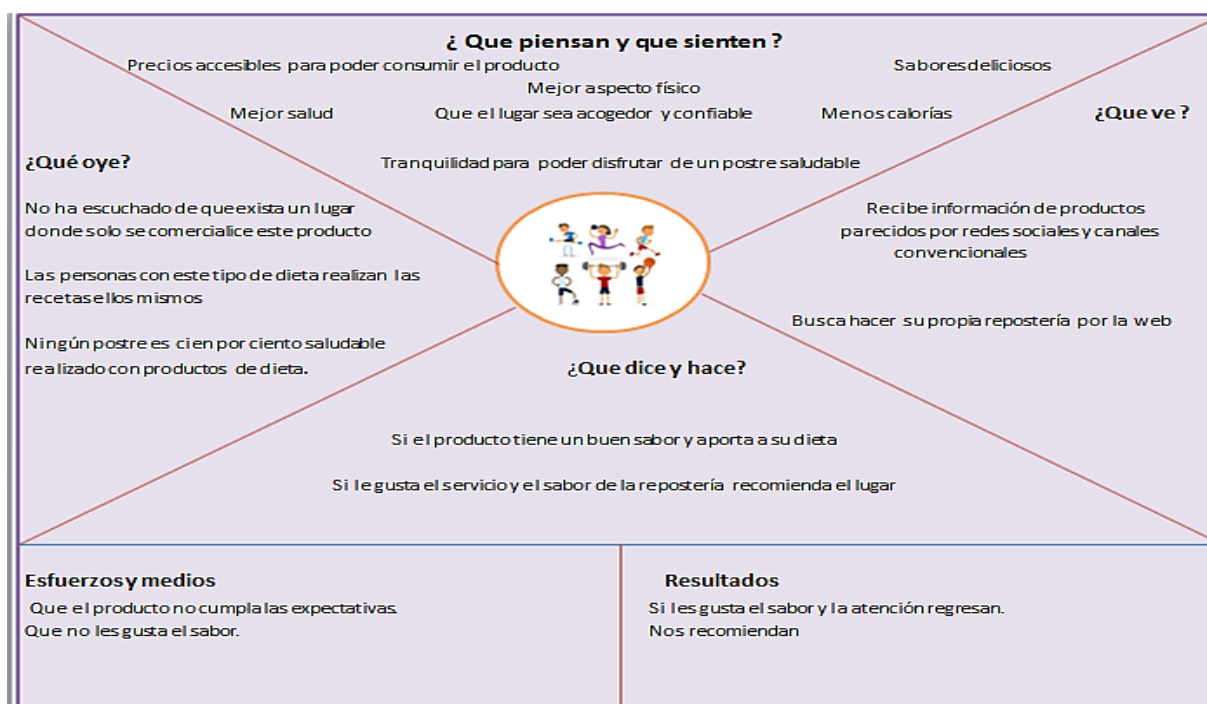 ¿ Que piensan y que sienten ?
Precios accesibles para poder consumir el producto
Sabores deliciosos
Mejor aspecto físico
Mejor salud
Que el lugar sea acogedor y confiable
Menos calorías
Tranquilidad para poder disfrutar de un postre saludable
¿Qué oye?
No ha escuchado de que exista un lugar
donde solo se comercialice este producto
Las personas con este tipo de dieta realizan las
recetas ellos mismos
Ningún postre es cien por ciento saludable
realizado con productos de dieta.
¿Que ve ?
Recibe información de productos
parecidos por redes sociales y canales
convencionales
Busca hacer su propia repostería por la web
¿Que dice y hace?
Si el producto tiene un buen sabor y aporta a su dieta
Si le gusta el servicio y el sabor de la repostería recomienda el lugar
Esfuerzos y medios
Que el producto no cumpla las expectativas.
Que no les gusta el sabor.
Resultados
Si les gusta el sabor y la atención regresan.
Nos recomiendan